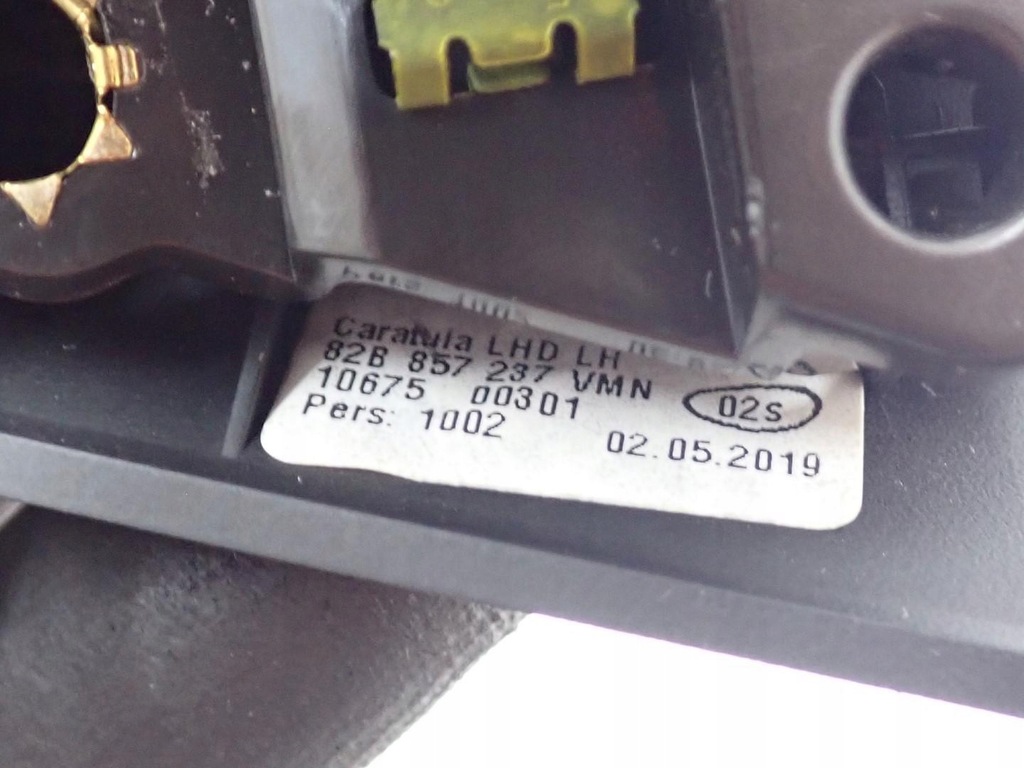 Caratula LHD LH
82B 857 237 VMN
10675 00301 02s
Pers: 1002 02.05.2019